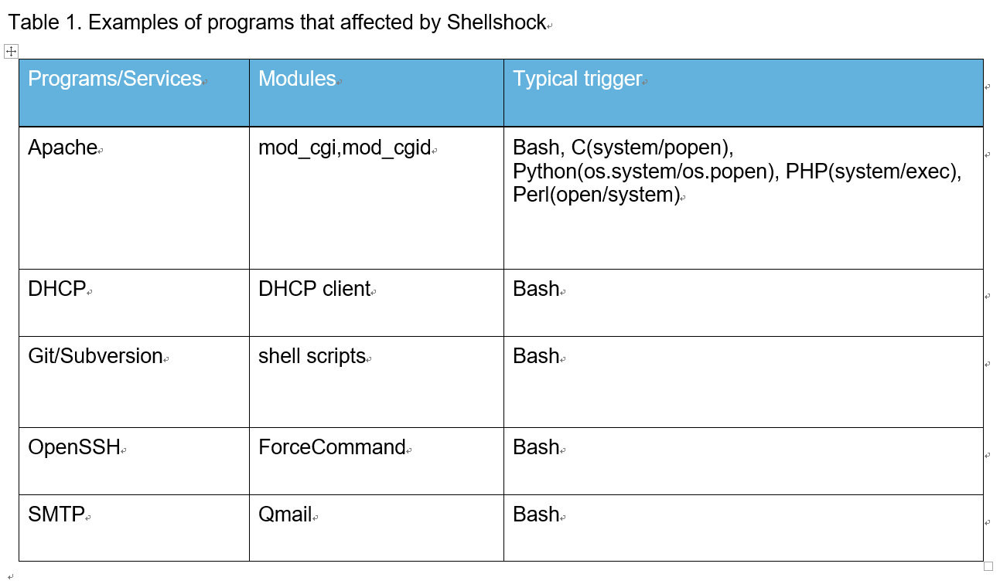 Table 1. Examples of programs that affected by Shellshock
Programs/Services Modules Typical trigger
Apache mod_cgi,mod_cgid Bash, C(system/popen),
Python(os.system/os.popen), PHP(system/exec),
Perl(open/system)
DHCP DHCP client Bash
Git/Subversion shell scripts Bash
OpenSSH ForceCommand Bash
SMTP Qmail Bash